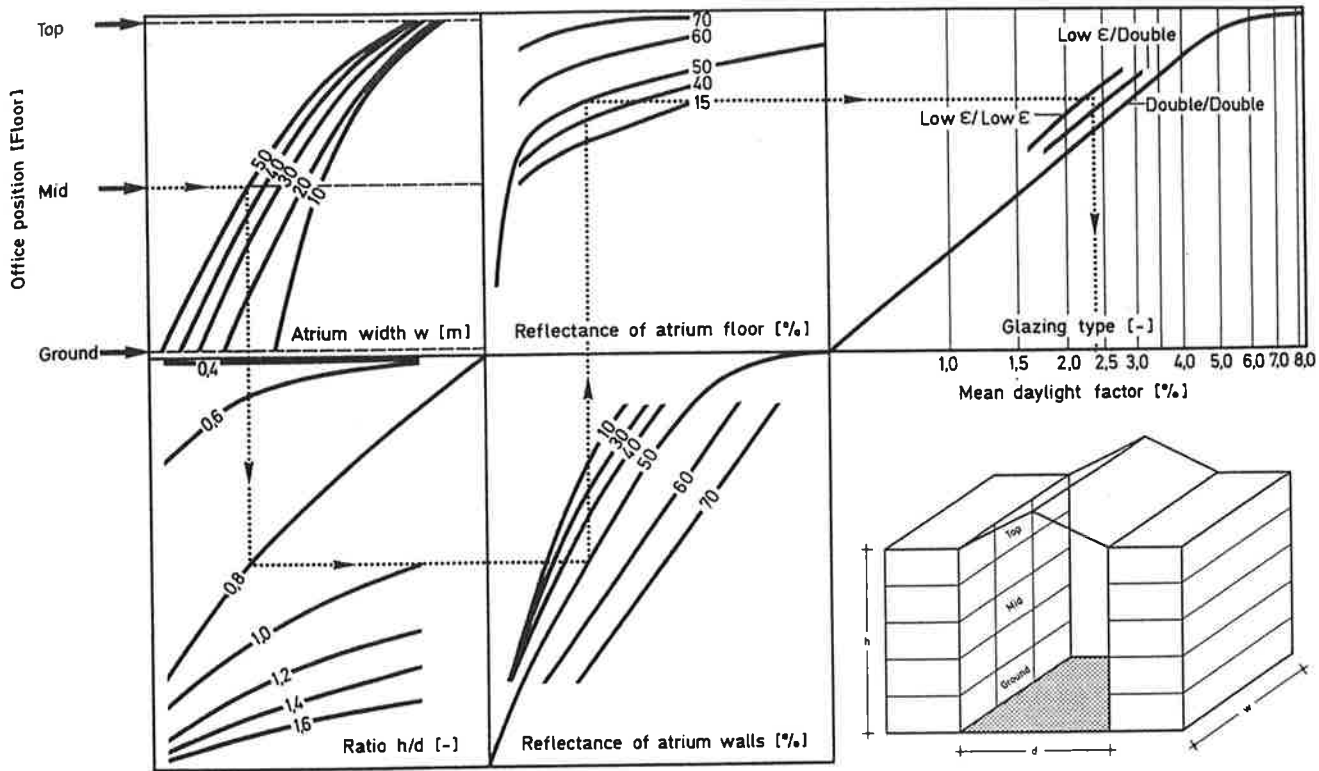 Office position [Floor]
Top
Mid
Ground
50
40
30
20
10
Atrium width w [m]
70
60
50
40
15
Reflectance of atrium floor [%]
Low ε/Double
Low ε/Low ε
Double/Double
Glazing type [-]
1,0 1,5 2,0 2,5 3,0 4,0 5,0 6,0 7,0 8,0
Mean daylight factor [%]
0,4
0,6
0,8
1,0
1,2
1,4
1,6
Ratio h/d [-]
10
30
40
50
60
70
Reflectance of atrium walls [%]
Top
Mid
Ground
h
d
w